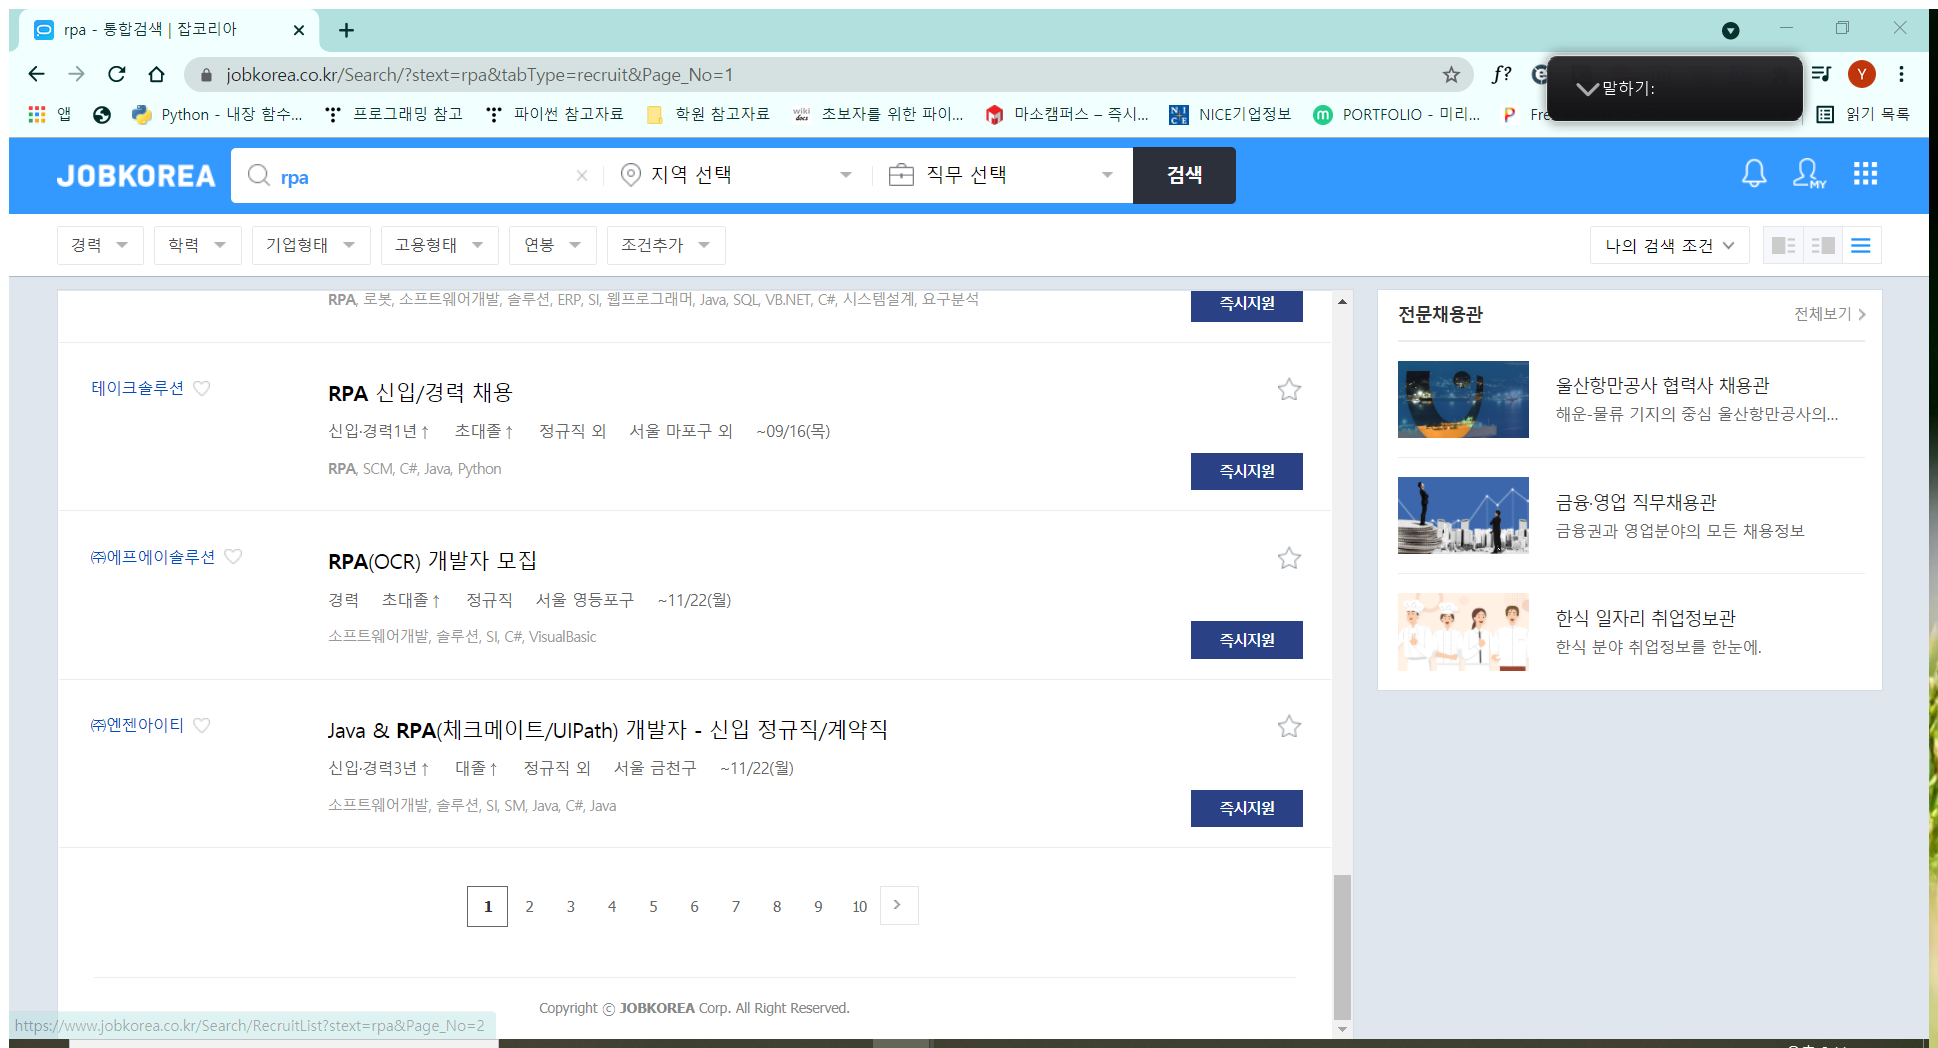 rpa - 통합검색 | 잡코리아
jobkorea.co.kr/Search/?stext=rpa&tabType=recruit&Page_No=1
f?
Y
말하기:
앱
Python - 내장 함수...
프로그래밍 참고
파이썬 참고자료
학원 참고자료
wiki docs 초보자를 위한 파이...
마소캠퍼스 – 즉시...
NICE NICE기업정보
m PORTFOLIO - 미리...
P Fre
읽기 목록
JOBKOREA
rpa
지역 선택
직무 선택
검색
MY
경력
학력
기업형태
고용형태
연봉
조건추가
나의 검색 조건
RPA, 로봇, 소프트웨어개발, 솔루션, ERP, SI, 웹프로그래머, Java, SQL, VB.NET, C#, 시스템설계, 요구분석
즉시지원
테이크솔루션
RPA 신입/경력 채용
신입·경력1년↑ 초대졸↑ 정규직 외 서울 마포구 외 ~09/16(목)
RPA, SCM, C#, Java, Python
즉시지원
㈜에프에이솔루션
RPA(OCR) 개발자 모집
경력 초대졸↑ 정규직 서울 영등포구 ~11/22(월)
소프트웨어개발, 솔루션, SI, C#, VisualBasic
즉시지원
㈜엔젠아이티
Java & RPA(체크메이트/UIPath) 개발자 - 신입 정규직/계약직
신입·경력3년↑ 대졸↑ 정규직 외 서울 금천구 ~11/22(월)
소프트웨어개발, 솔루션, SI, SM, Java, C#, Java
즉시지원
1 2 3 4 5 6 7 8 9 10
Copyright ⓒ JOBKOREA Corp. All Right Reserved.
https://www.jobkorea.co.kr/Search/RecruitList?stext=rpa&Page_No=2
전문채용관
전체보기
울산항만공사 협력사 채용관
해운-물류 기지의 중심 울산항만공사의...
금융·영업 직무채용관
금융권과 영업분야의 모든 채용정보
한식 일자리 취업정보관
한식 분야 취업정보를 한눈에.